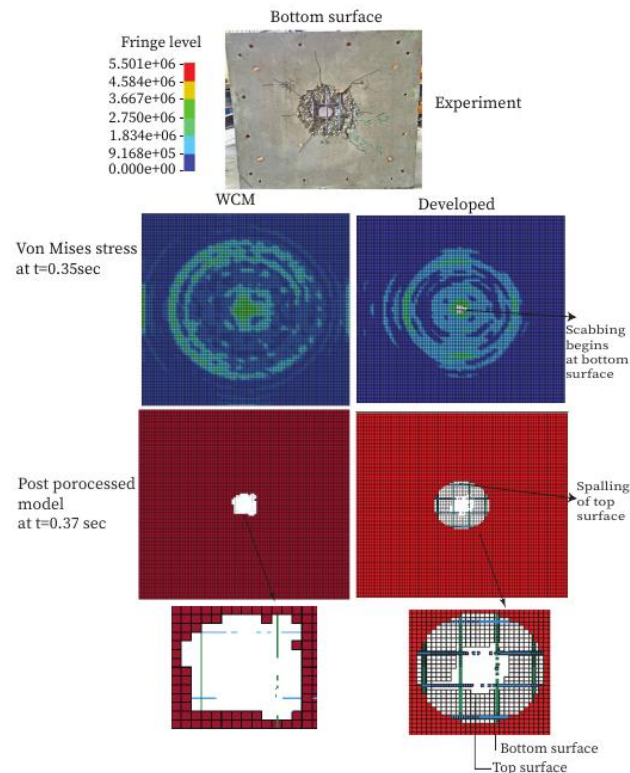 Bottom surface
Fringe level
5.501e+06
4.584e+06
3.667e+06
2.750e+06
1.834e+06
9.168e+05
0.000e+00
Experiment
WCM
Developed
Von Mises stress
at t=0.35sec
Scabbing
begins
at bottom
surface
Post porocessed
model
at t=0.37 sec
Spalling
of top
surface
Bottom surface
Top surface